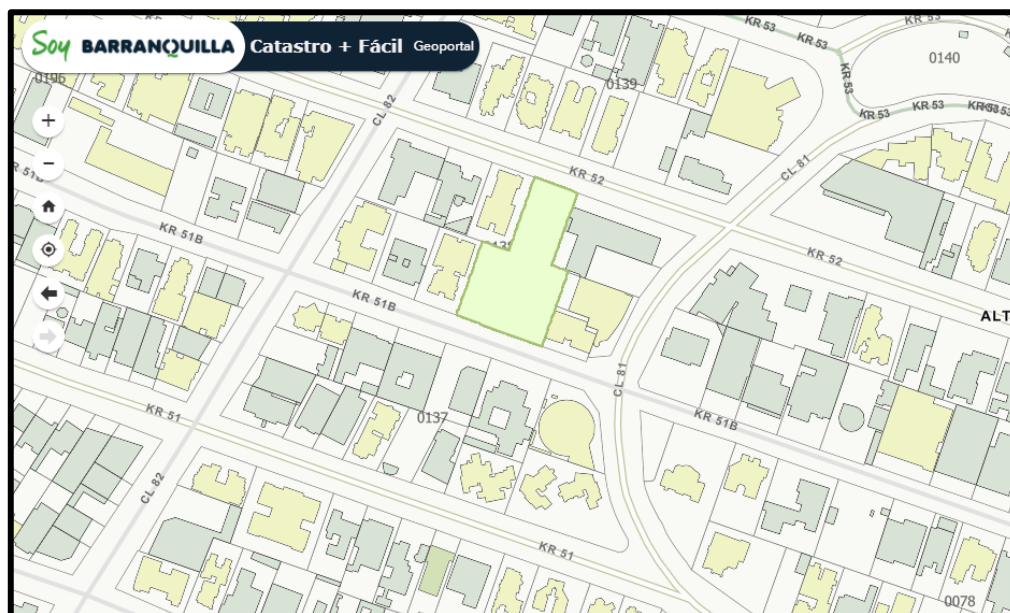 Soy BARRANQUILLA Catastro + Fácil Geoportal
KR 53
KR 53
KR 53
0140
0196
0139
KR 53
KR 53
KR 53
CL 82
CL 81
KR 52
KR 51B
KR 52
KR 51B
ALT
CL 81
KR 51
0137
KR 51B
CL 82
KR 51
0078